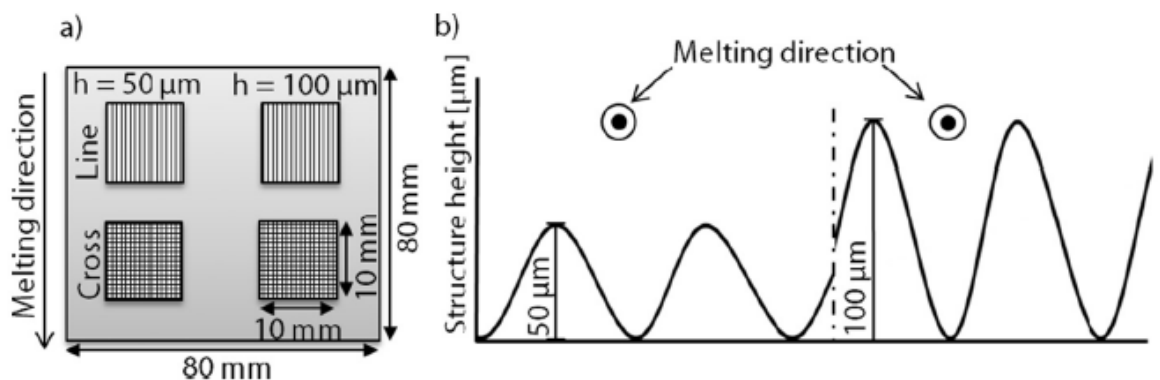 a)
Melting direction
h = 50 µm
h = 100 µm
Line
Cross
10 mm
10 mm
80 mm
80 mm
b)
Melting direction
Structure height [µm]
50 µm
100 µm